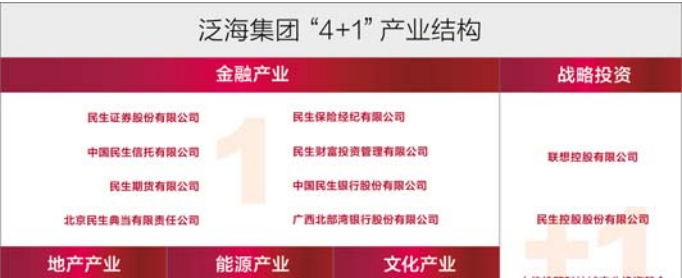 泛海集团 “4+1” 产业结构
金融产业
战略投资
1
民生证券股份有限公司
民生保险经纪有限公司
中国民生信托有限公司
民生财富投资管理有限公司
民生期货有限公司
中国民生银行股份有限公司
北京民生典当有限责任公司
广西北部湾银行股份有限公司
联想控股有限公司
民生控股股份有限公司
+1
地产产业
能源产业
文化产业